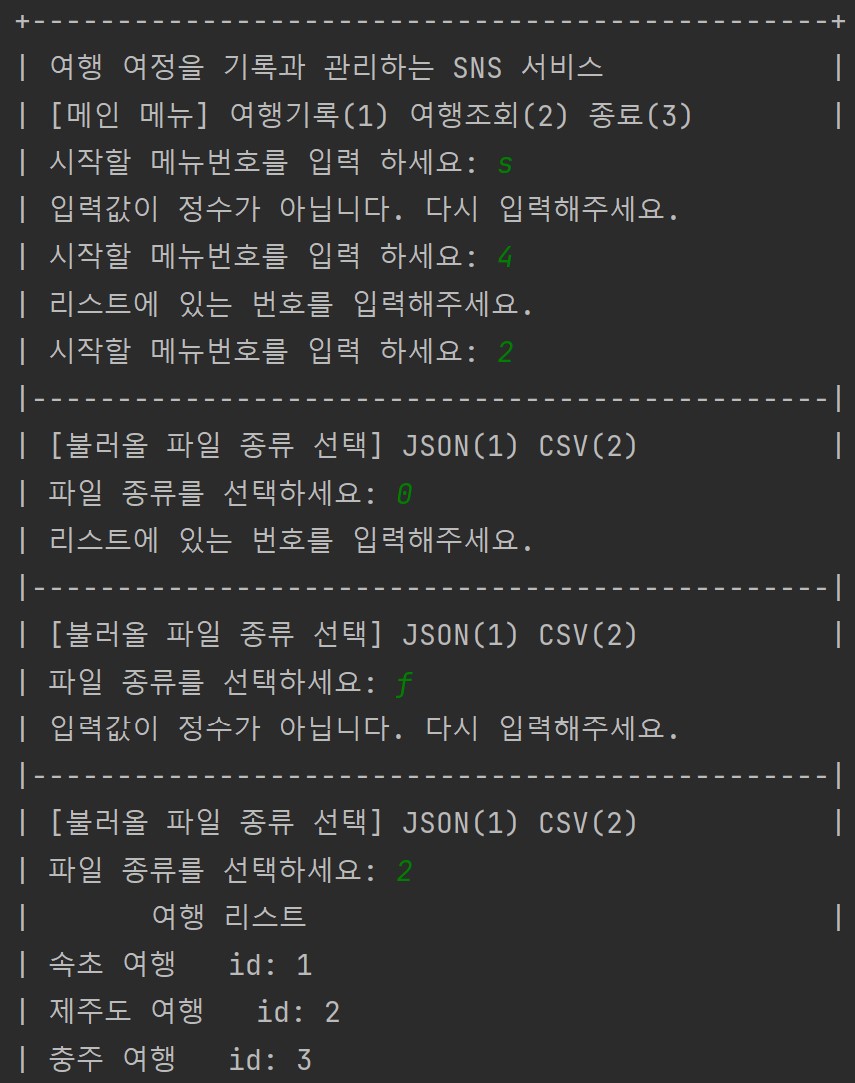 +-----------------------------------------------+
| 여행 여정을 기록과 관리하는 SNS 서비스 |
| [메인 메뉴] 여행기록(1) 여행조회(2) 종료(3) |
| 시작할 메뉴번호를 입력 하세요: s
| 입력값이 정수가 아닙니다. 다시 입력해주세요.
| 시작할 메뉴번호를 입력 하세요: 4
| 리스트에 있는 번호를 입력해주세요.
| 시작할 메뉴번호를 입력 하세요: 2
|-----------------------------------------------|
| [불러올 파일 종류 선택] JSON(1) CSV(2) |
| 파일 종류를 선택하세요: 0
| 리스트에 있는 번호를 입력해주세요.
|-----------------------------------------------|
| [불러올 파일 종류 선택] JSON(1) CSV(2) |
| 파일 종류를 선택하세요: f
| 입력값이 정수가 아닙니다. 다시 입력해주세요.
|-----------------------------------------------|
| [불러올 파일 종류 선택] JSON(1) CSV(2) |
| 파일 종류를 선택하세요: 2
| 여행 리스트 |
| 속초 여행 id: 1
| 제주도 여행 id: 2
| 충주 여행 id: 3